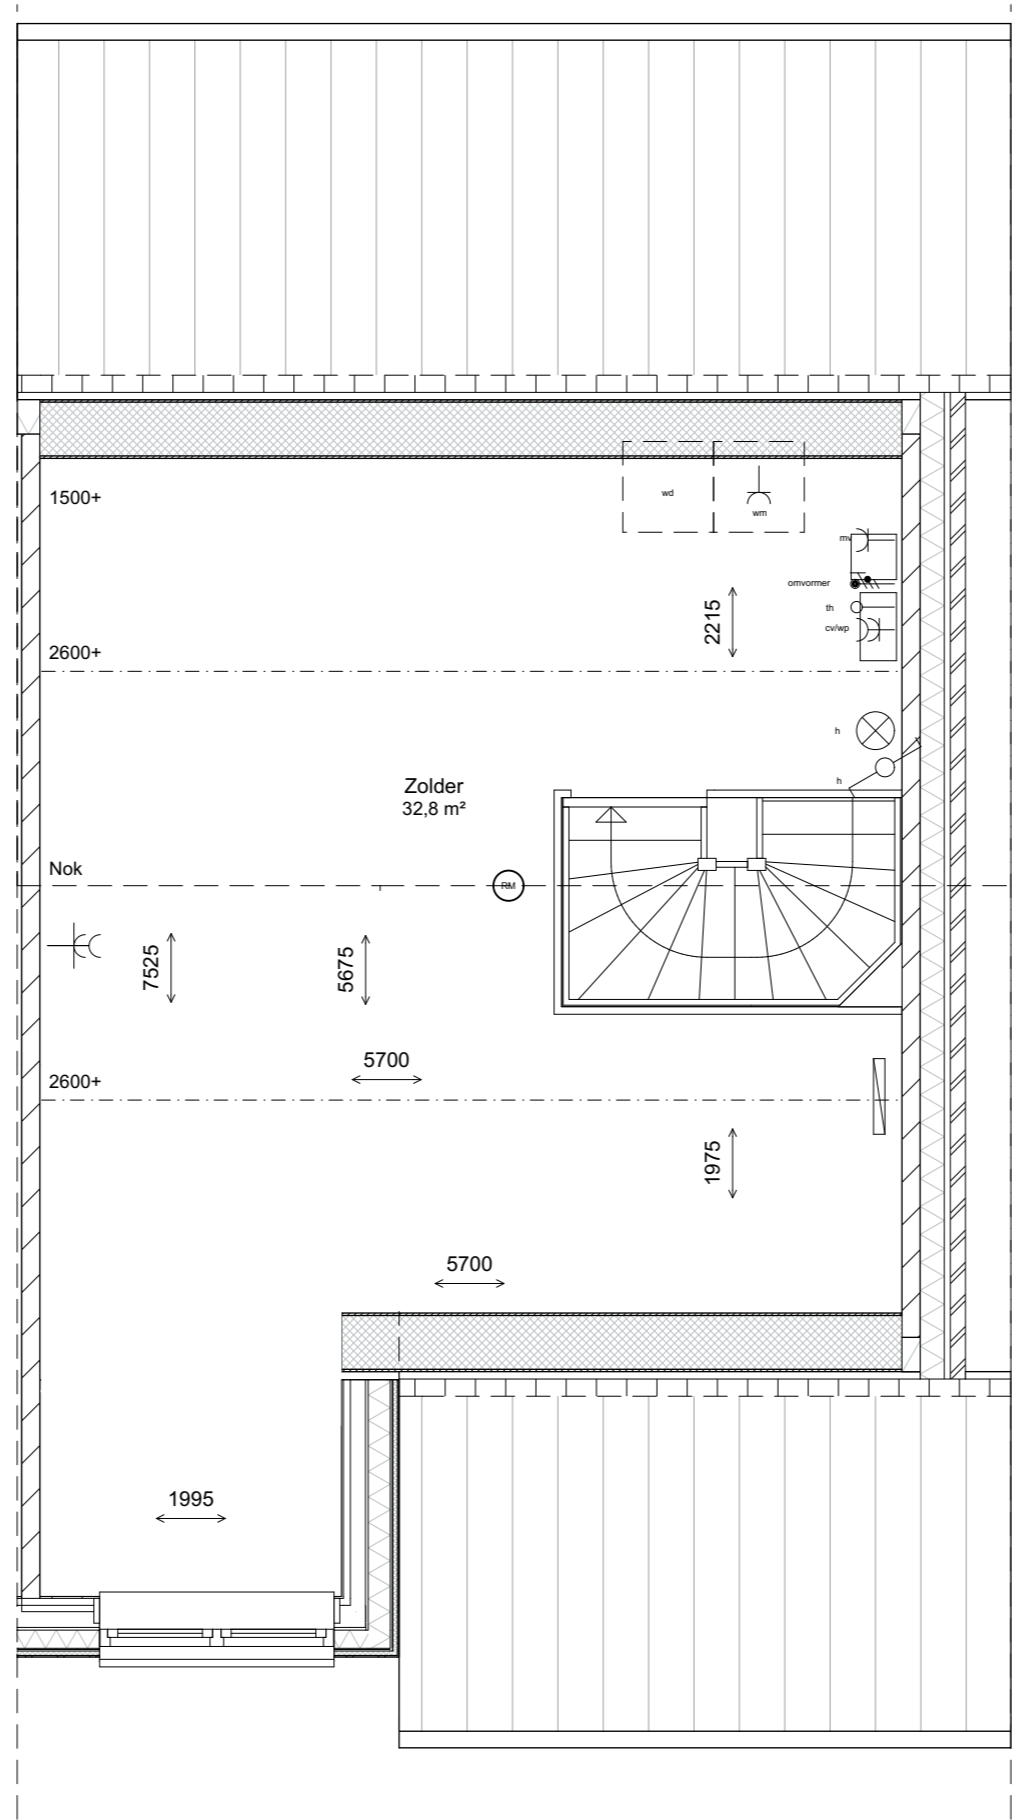 1500+
wd
wm
mv
omvormer
th
cv/wp
2215
2600+
h
h
Zolder
32,8 m²
Nok
RM
7525
5675
5700
2600+
1975
5700
1995